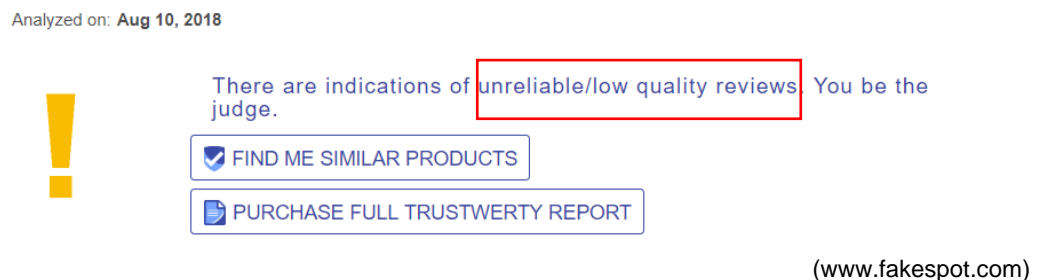 Analyzed on: Aug 10, 2018
There are indications of unreliable/low quality reviews. You be the
judge.
FIND ME SIMILAR PRODUCTS
PURCHASE FULL TRUSTWERTY REPORT
(www.fakespot.com)